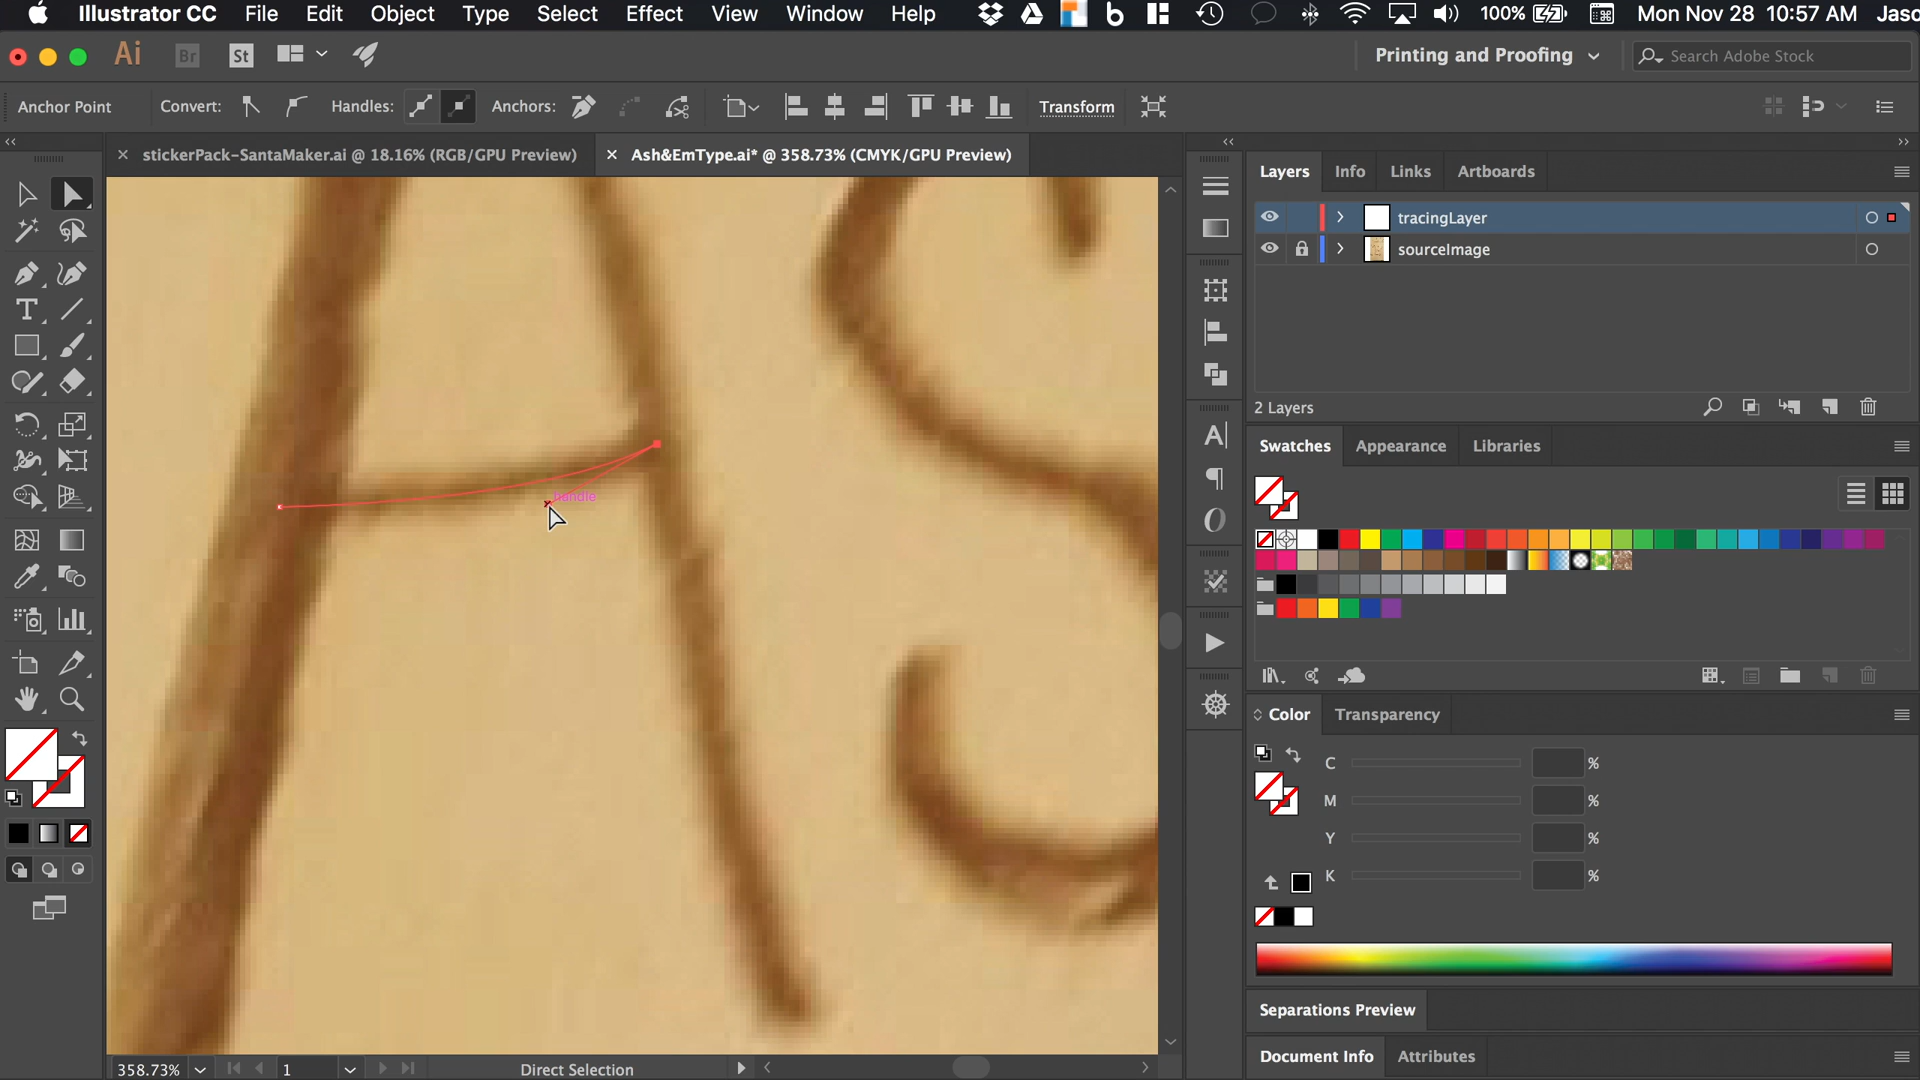 Illustrator CC File Edit Object Type Select Effect View Window Help 100% Mon Nov 28 10:57 AM Jaso
Ai Br St Printing and Proofing Search Adobe Stock
Anchor Point Convert: Handles: Anchors: Transform
stickerPack-SantaMaker.ai @ 18.16% (RGB/GPU Preview) Ash&EmType.ai* @ 358.73% (CMYK/GPU Preview)
Layers Info Links Artboards
tracingLayer
sourceImage
2 Layers
Swatches Appearance Libraries
handle
Color Transparency
C %
M %
Y %
K %
Separations Preview
Document Info Attributes
358.73% 1 Direct Selection